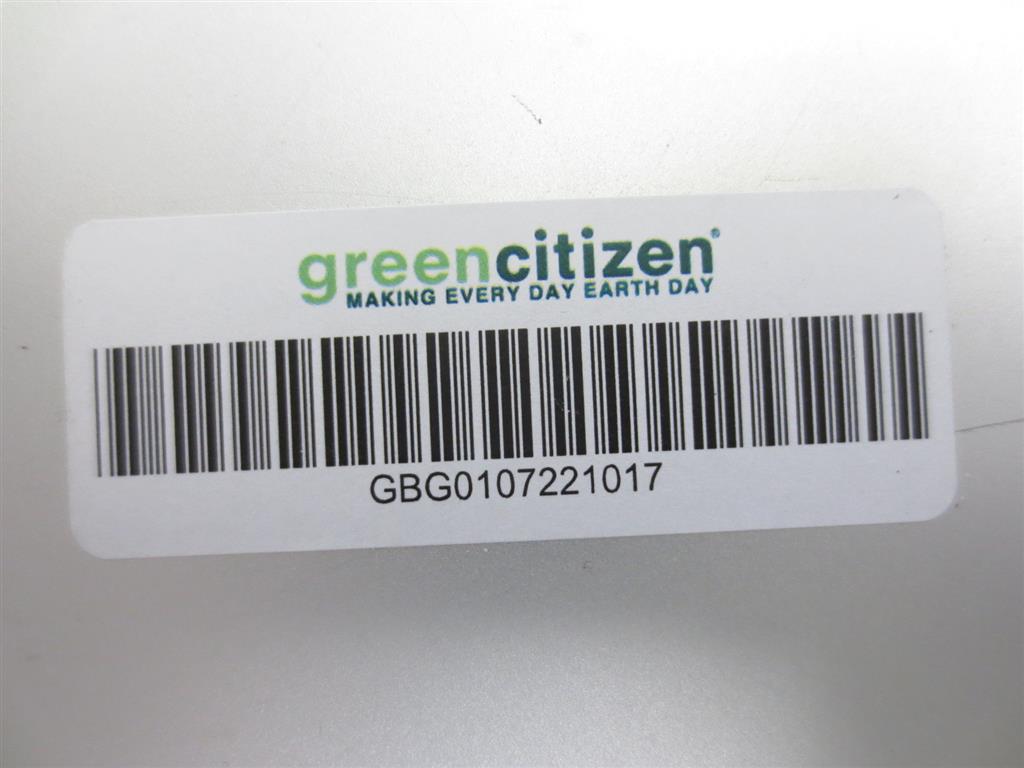 greencitizen®
MAKING EVERY DAY EARTH DAY
GBG0107221017